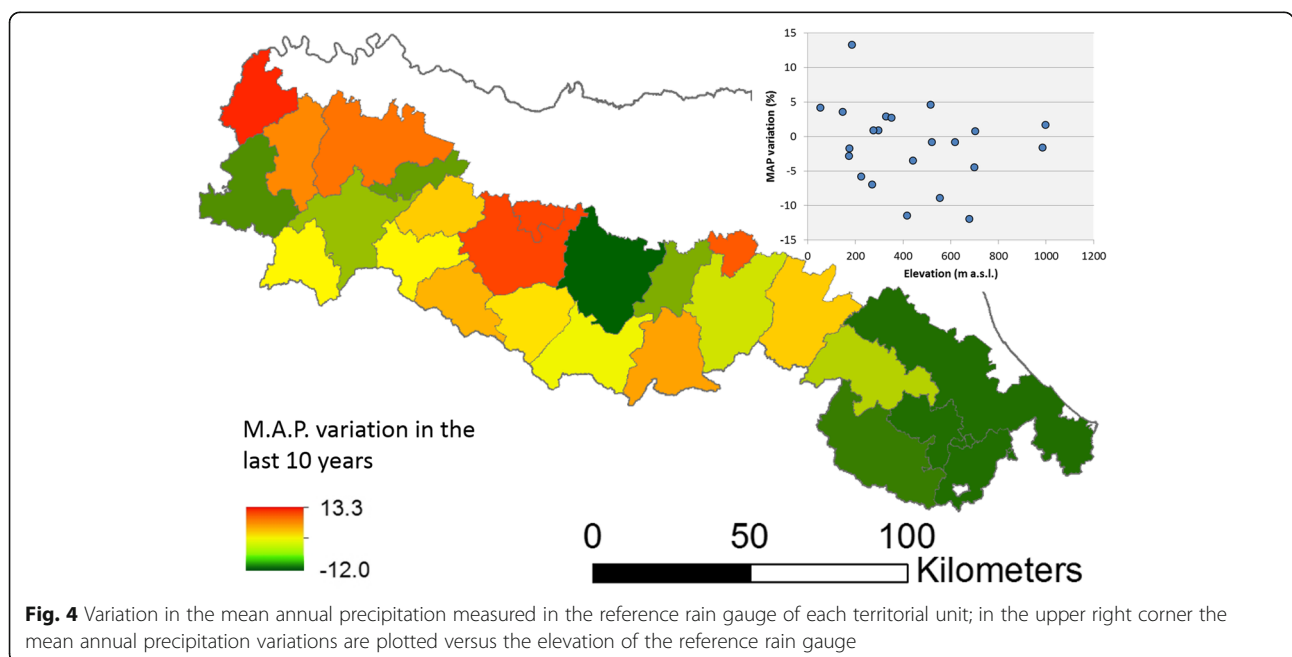 15
10
5
0
-5
-10
-15
MAP variation (%)
0 200 400 600 800 1000 1200
Elevation (m a.s.l.)
M.A.P. variation in the
last 10 years
13.3
-12.0
0 50 100
Kilometers
Fig. 4 Variation in the mean annual precipitation measured in the reference rain gauge of each territorial unit; in the upper right corner the
mean annual precipitation variations are plotted versus the elevation of the reference rain gauge